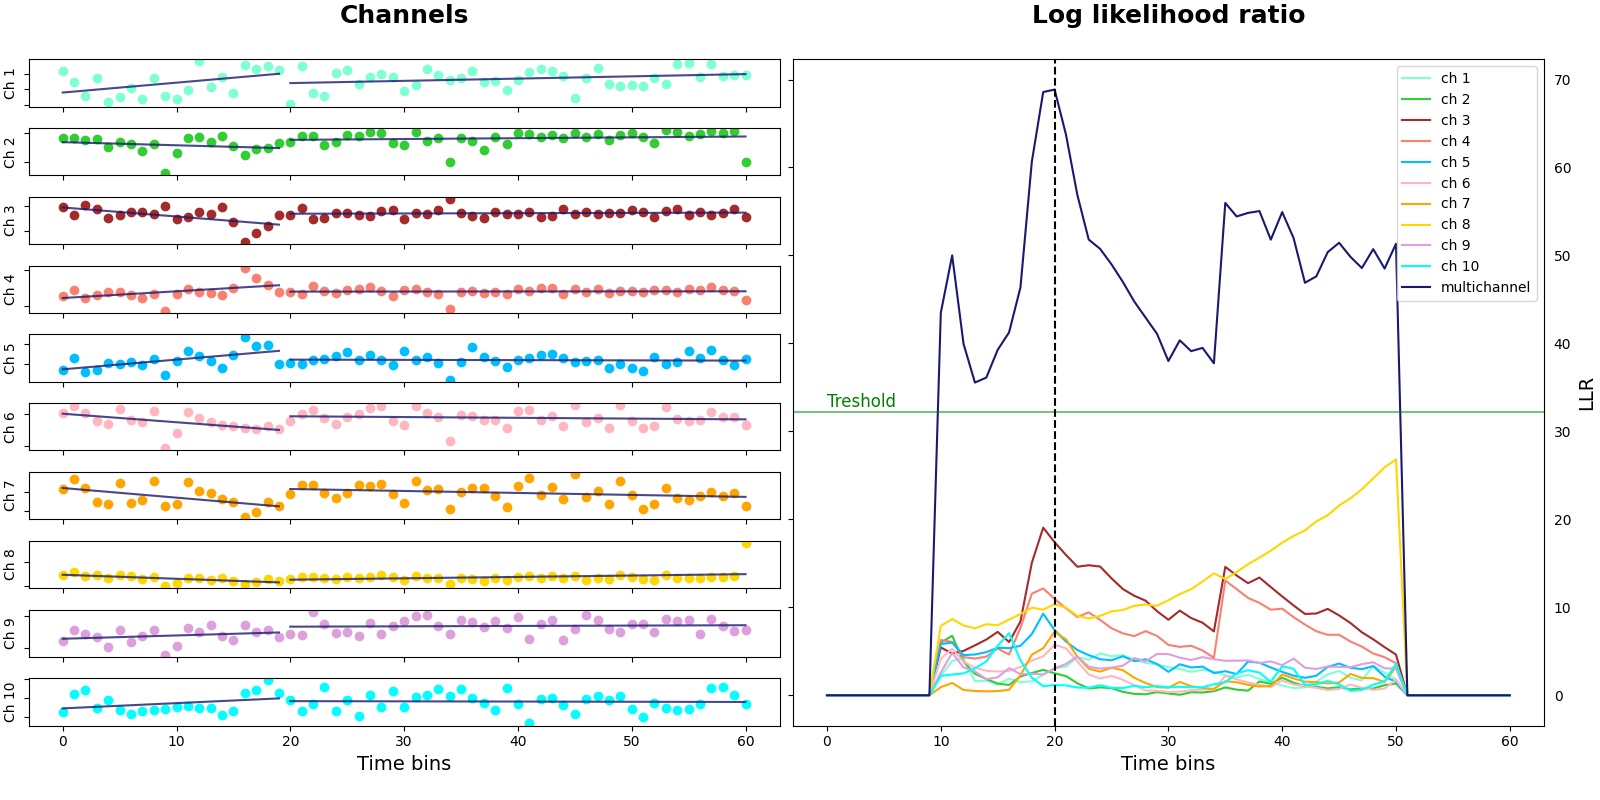 Channels
Ch 1
Ch 2
Ch 3
Ch 4
Ch 5
Ch 6
Ch 7
Ch 8
Ch 9
Ch 10
0 10 20 30 40 50 60
Time bins
Log likelihood ratio
Treshold
ch 1
ch 2
ch 3
ch 4
ch 5
ch 6
ch 7
ch 8
ch 9
ch 10
multichannel
70
60
50
40
30
20
10
0
LLR
0 10 20 30 40 50 60
Time bins